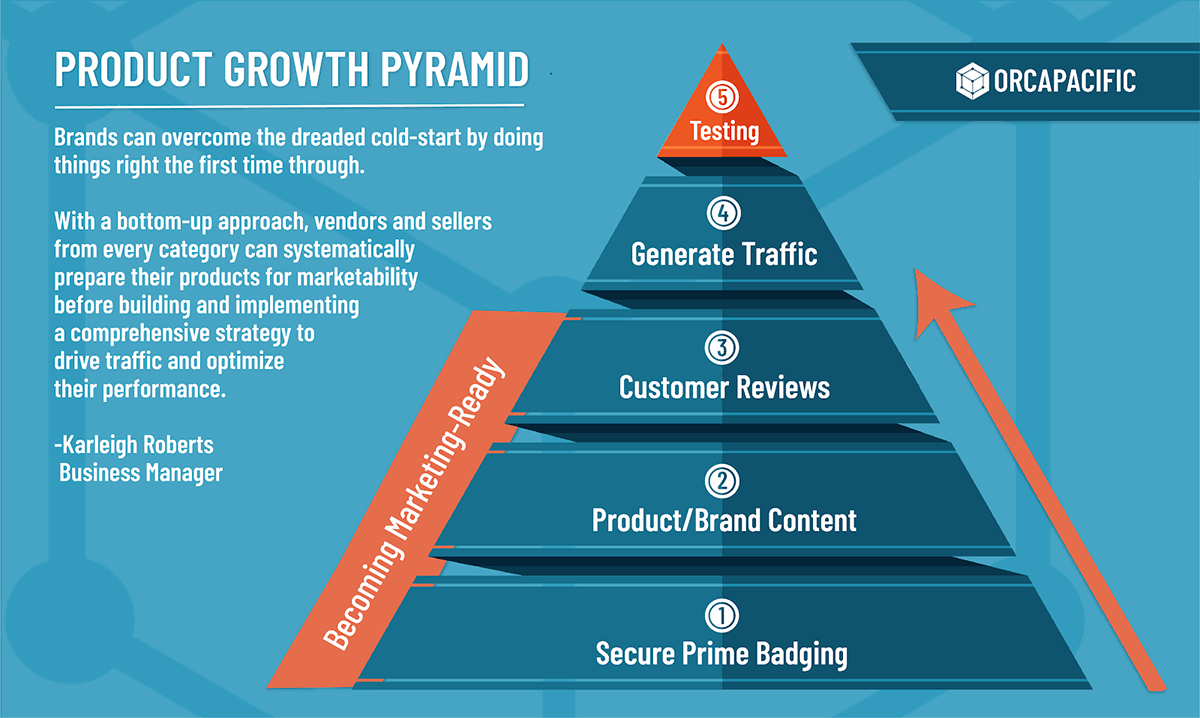 PRODUCT GROWTH PYRAMID
Brands can overcome the dreaded cold-start by doing
things right the first time through.
With a bottom-up approach, vendors and sellers
from every category can systematically
prepare their products for marketability
before building and implementing
a comprehensive strategy to
drive traffic and optimize
their performance.
-Karleigh Roberts
Business Manager
ORCAPACIFIC
5
Testing
4
Generate Traffic
3
Customer Reviews
2
Product/Brand Content
1
Secure Prime Badging
Becoming Marketing-Ready